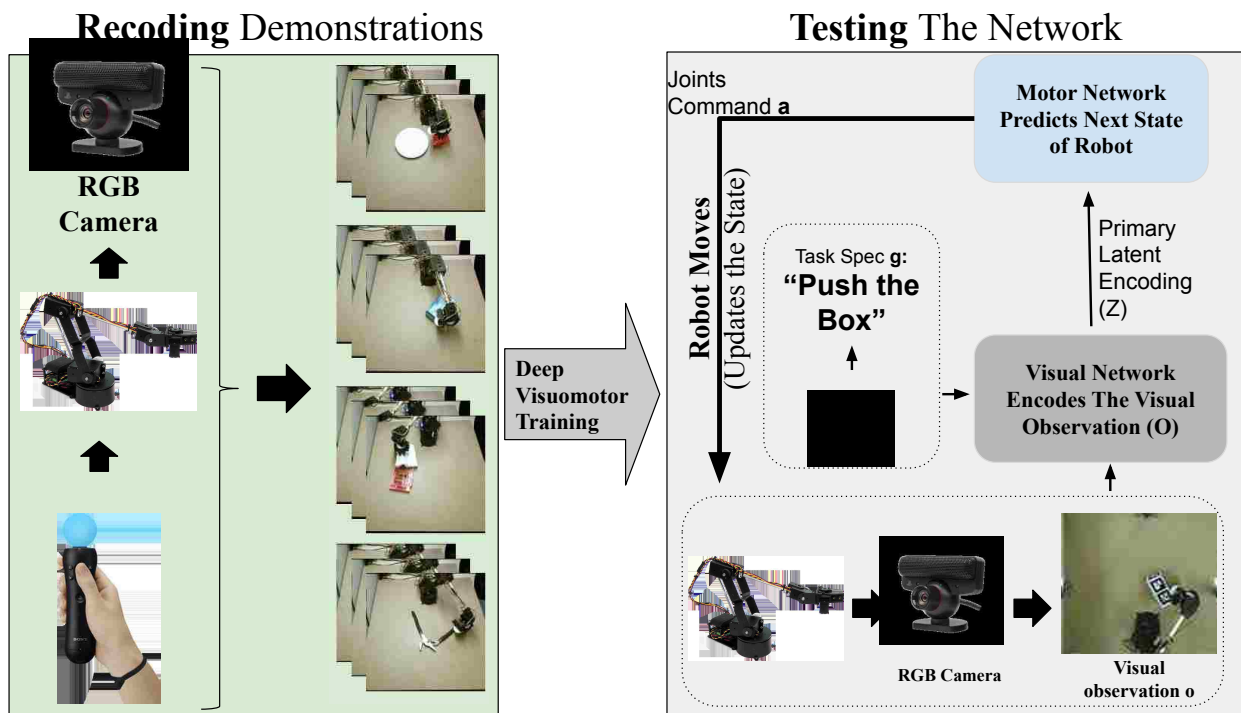 Recoding Demonstrations
RGB
Camera
Deep
Visuomotor
Training
Testing The Network
Joints
Command a
Robot Moves
(Updates the State)
Motor Network
Predicts Next State
of Robot
Primary
Latent
Encoding
(Z)
Task Spec g:
“Push the
Box”
Visual Network
Encodes The Visual
Observation (O)
RGB Camera
Visual
observation o